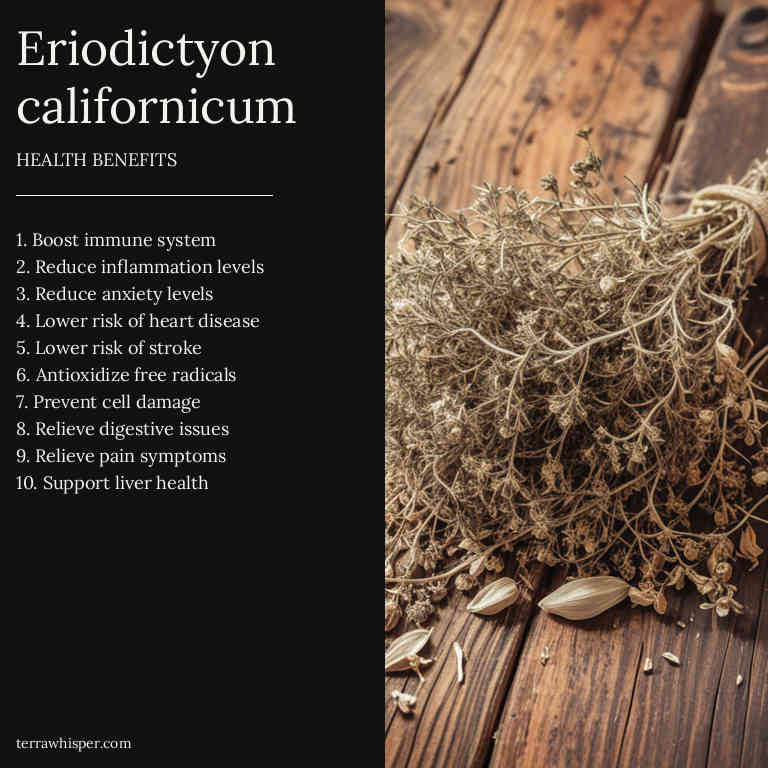 Eriodictyon
californicum
HEALTH BENEFITS
1. Boost immune system
2. Reduce inflammation levels
3. Reduce anxiety levels
4. Lower risk of heart disease
5. Lower risk of stroke
6. Antioxidize free radicals
7. Prevent cell damage
8. Relieve digestive issues
9. Relieve pain symptoms
10. Support liver health
terrawhisper.com